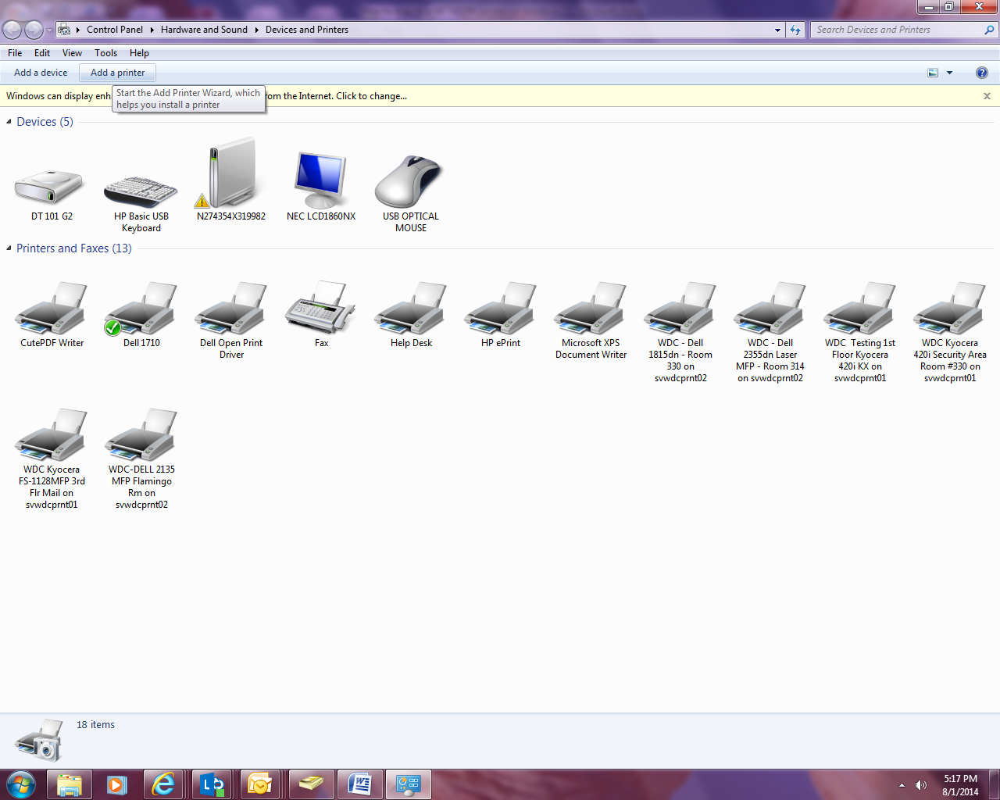 Control Panel Hardware and Sound Devices and Printers
Search Devices and Printers
File Edit View Tools Help
Add a device Add a printer
Windows can display enh
om the Internet. Click to change...
Start the Add Printer Wizard, which
helps you install a printer
Devices (5)
DT 101 G2
HP Basic USB
Keyboard
N274354X319982
NEC LCD1860NX
USB OPTICAL
MOUSE
Printers and Faxes (13)
CutePDF Writer
Dell 1710
Dell Open Print
Driver
Fax
Help Desk
HP ePrint
Microsoft XPS
Document Writer
WDC - Dell
1815dn - Room
330 on
svwdcprnt02
WDC - Dell
2355dn Laser
MFP - Room 314
on svwdcprnt02
WDC Testing 1st
Floor Kyocera
420i KX on
svwdcprnt01
WDC Kyocera
420i Security Area
Room #330 on
svwdcprnt01
WDC Kyocera
FS-1128MFP 3rd
Flr Mail on
svwdcprnt01
WDC-DELL 2135
MFP Flamingo
Rm on
svwdcprnt02
18 items
5:17 PM
8/1/2014